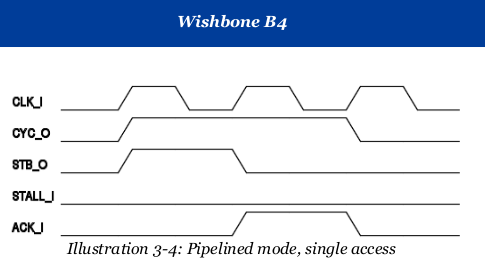 Wishbone B4
CLK_I
CYC_O
STB_O
STALL_I
ACK_I
Illustration 3-4: Pipelined mode, single access